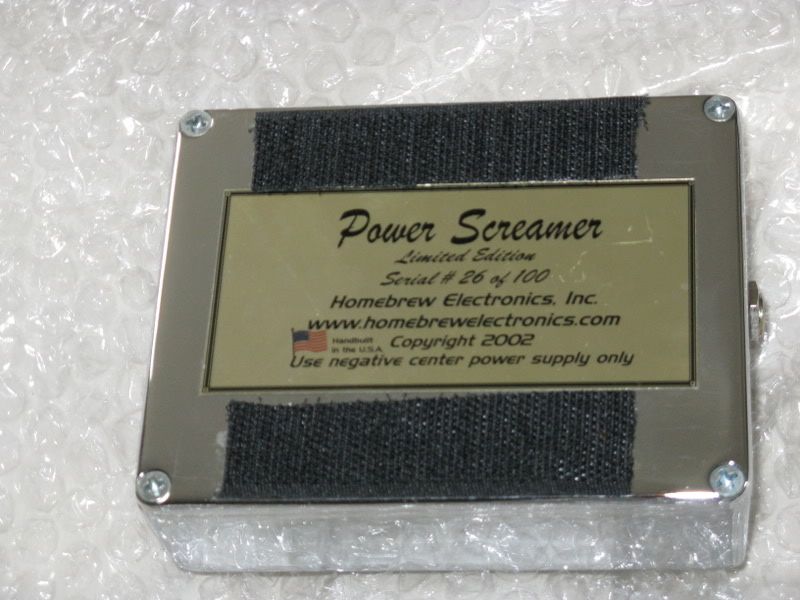 Power Screamer
Limited Edition
Serial # 26 of 100
Homebrew Electronics, Inc.
www.homebrewelectronics.com
Handbuilt
in the U.S.A.
Copyright 2002
Use negative center power supply only